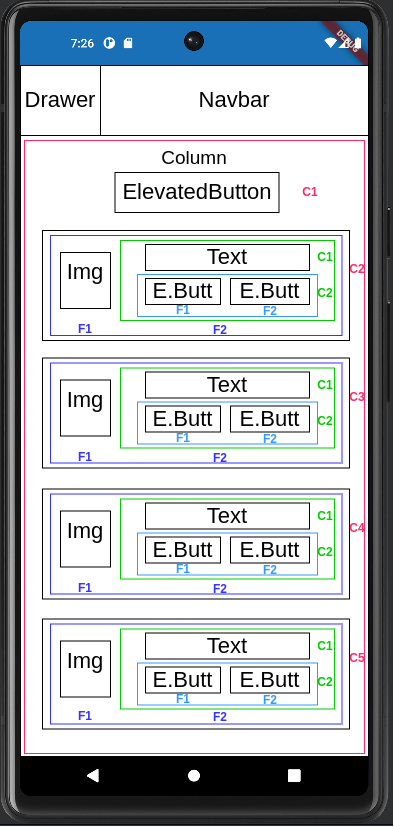 7:26
DEBUG
Drawer Navbar
Column
ElevatedButton C1
C2
Img Text C1
E.Butt E.Butt C2
F1 F2
F1 F2
C3
Img Text C1
E.Butt E.Butt C2
F1 F2
F1 F2
C4
Img Text C1
E.Butt E.Butt C2
F1 F2
F1 F2
C5
Img Text C1
E.Butt E.Butt C2
F1 F2
F1 F2